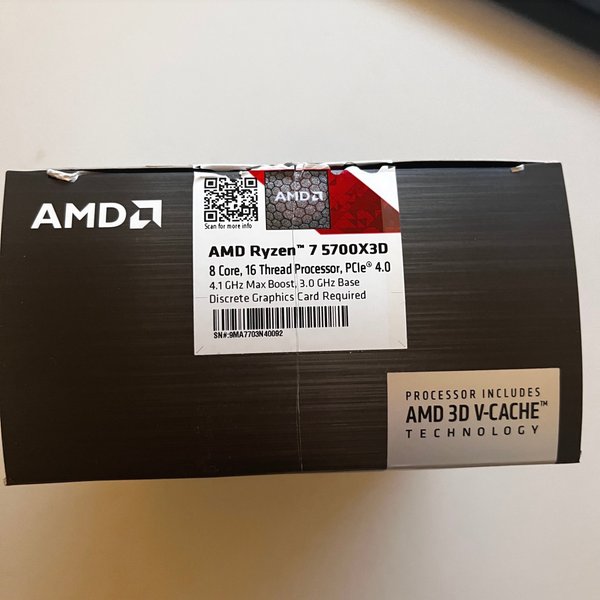 AMD
Scan for more info
AMD
AMD Ryzen™ 7 5700X3D
8 Core, 16 Thread Processor, PCIe® 4.0
4.1 GHz Max Boost, 3.0 GHz Base
Discrete Graphics Card Required
SN#:9MA7703N40092
PROCESSOR INCLUDES
AMD 3D V-CACHE™
TECHNOLOGY